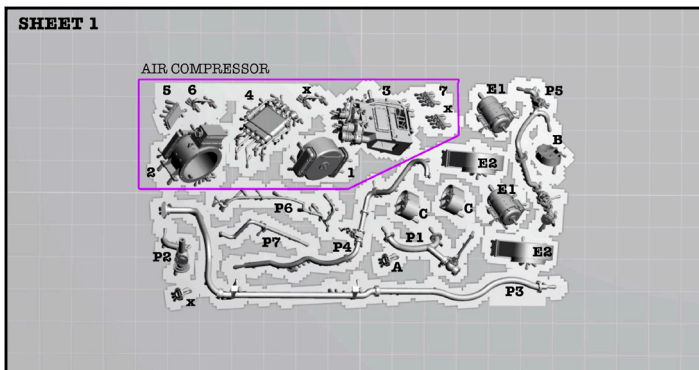 SHEET 1
AIR COMPRESSOR
5 6 4 x 3 7 x E1 P5
2 1 E2 B
P6 C C E1
P2 P7 P4 P1 E2
A
x P3